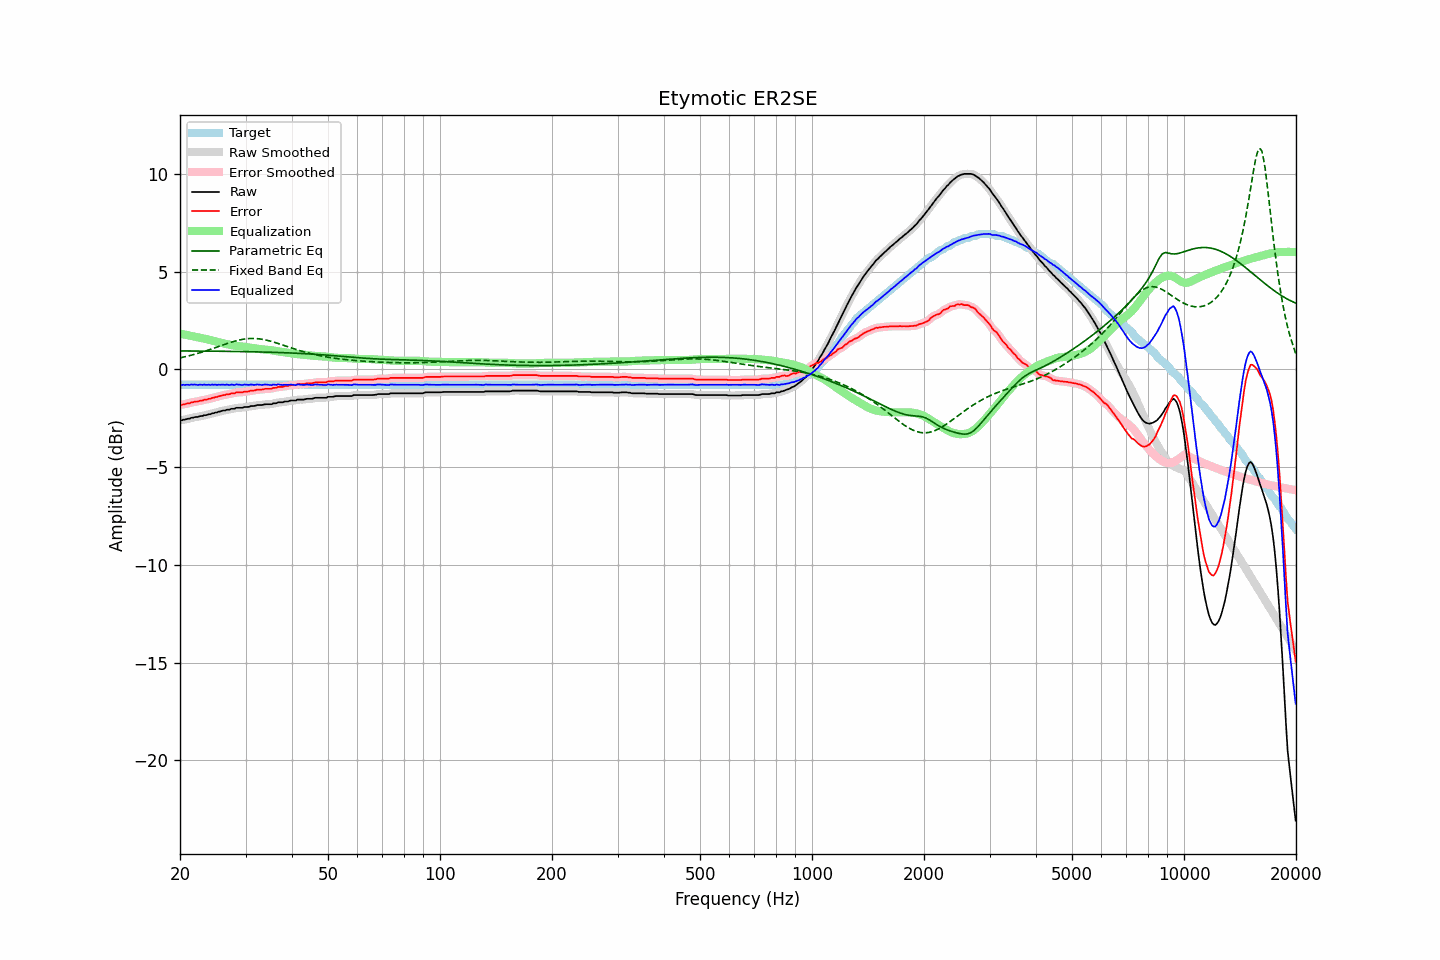 Etymotic ER2SE
Target
Raw Smoothed
Error Smoothed
Raw
Error
Equalization
Parametric Eq
Fixed Band Eq
Equalized
10
5
0
−5
−10
−15
−20
Amplitude (dBr)
20 50 100 200 500 1000 2000 5000 10000 20000
Frequency (Hz)